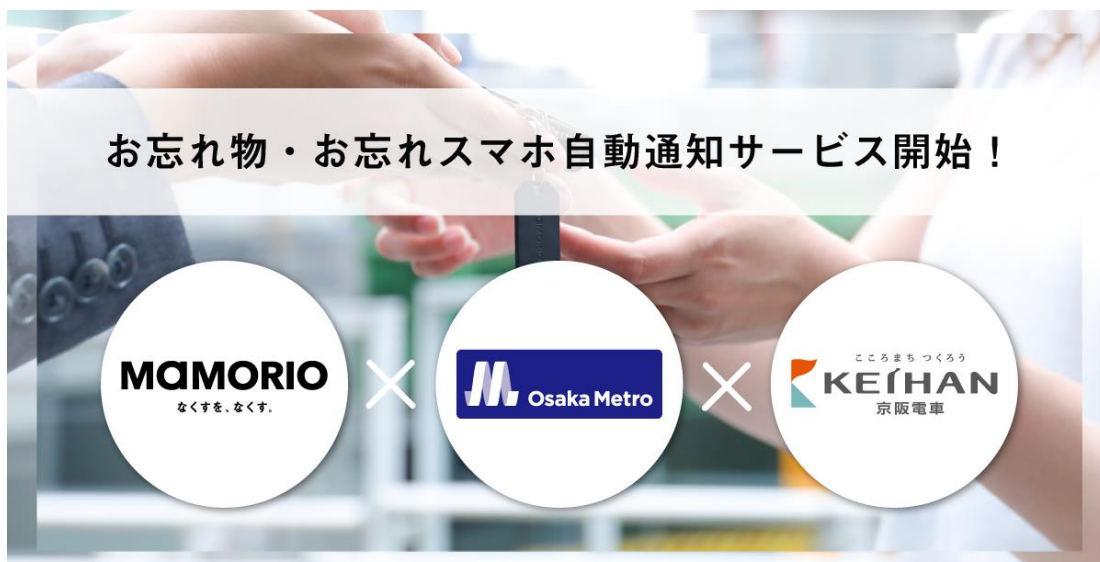 お忘れ物・お忘れスマホ自動通知サービス開始！
MAMORIO
なくすを、なくす。
Osaka Metro
こころまち つくろう
KEIHAN
京阪電車